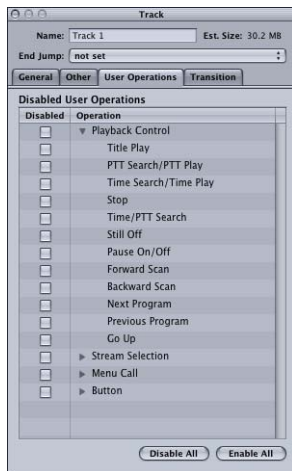 Track
Name: Track 1 Est. Size: 30.2 MB
End Jump: not set
General Other User Operations Transition
Disabled User Operations
Disabled Operation
Playback Control
Title Play
PTT Search/PTT Play
Time Search/Time Play
Stop
Time/PTT Search
Still Off
Pause On/Off
Forward Scan
Backward Scan
Next Program
Previous Program
Go Up
Stream Selection
Menu Call
Button
Disable All Enable All